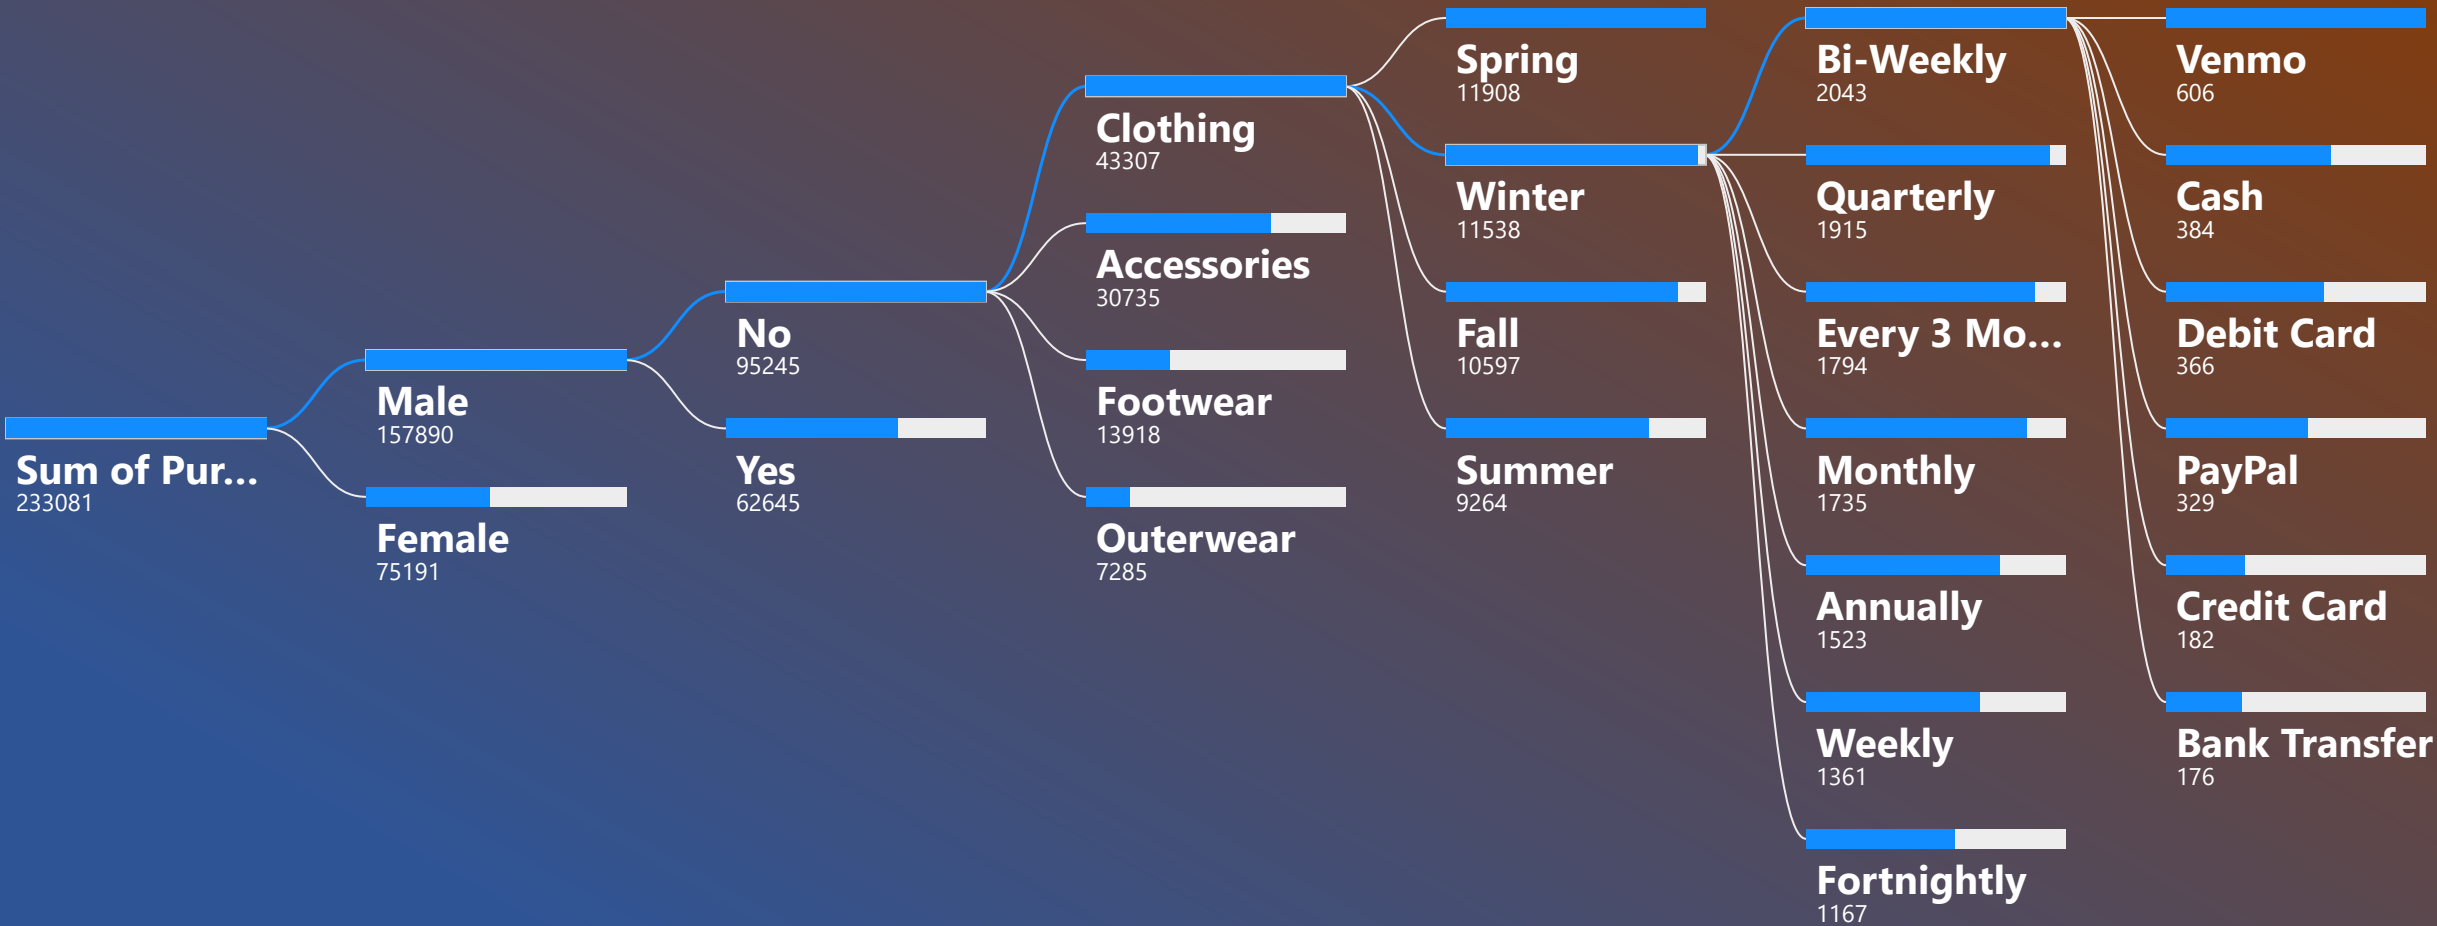 Sum of Pur...
233081
Male
157890
Female
75191
No
95245
Yes
62645
Clothing
43307
Accessories
30735
Footwear
13918
Outerwear
7285
Spring
11908
Winter
11538
Fall
10597
Summer
9264
Bi-Weekly
2043
Quarterly
1915
Every 3 Mo...
1794
Monthly
1735
Annually
1523
Weekly
1361
Fortnightly
1167
Venmo
606
Cash
384
Debit Card
366
PayPal
329
Credit Card
182
Bank Transfer
176